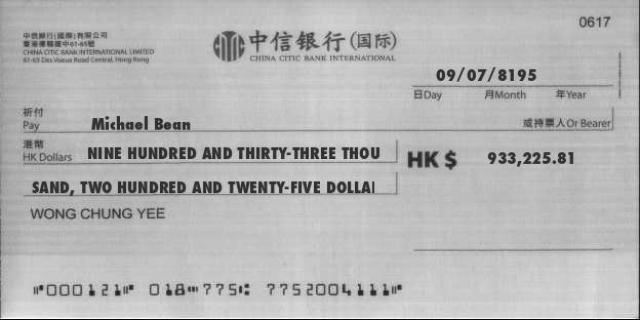 0617
中信銀行(國際)有限公司
香港德輔道中61-65號
CHINA CITIC BANK INTERNATIONAL LIMITED
61-65 Des Voeux Road Central, Hong Kong
中信银行(国际)
CHINA CITIC BANK INTERNATIONAL
09/07/8195
日Day 月Month 年Year
祈付
Pay Michael Bean 或持票人Or Bearer
港幣
HK Dollars NINE HUNDRED AND THIRTY-THREE THOU HK $ 933,225.81
SAND, TWO HUNDRED AND TWENTY-FIVE DOLLAI
WONG CHUNG YEE
⑈000121⑈ 018⑉775⑆ 7752004111⑈